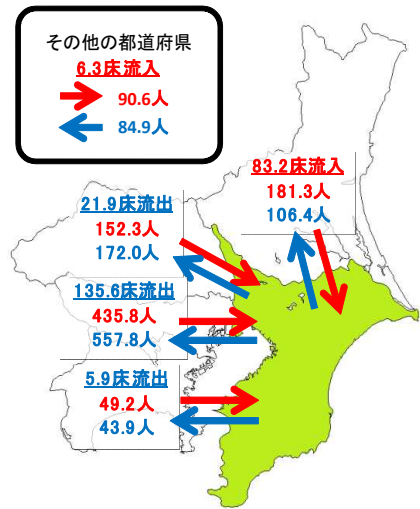 その他の都道府県
6.3床流入
90.6人
84.9人
83.2床流入
181.3人
106.4人
21.9床流出
152.3人
172.0人
135.6床流出
435.8人
557.8人
5.9床流出
49.2人
43.9人